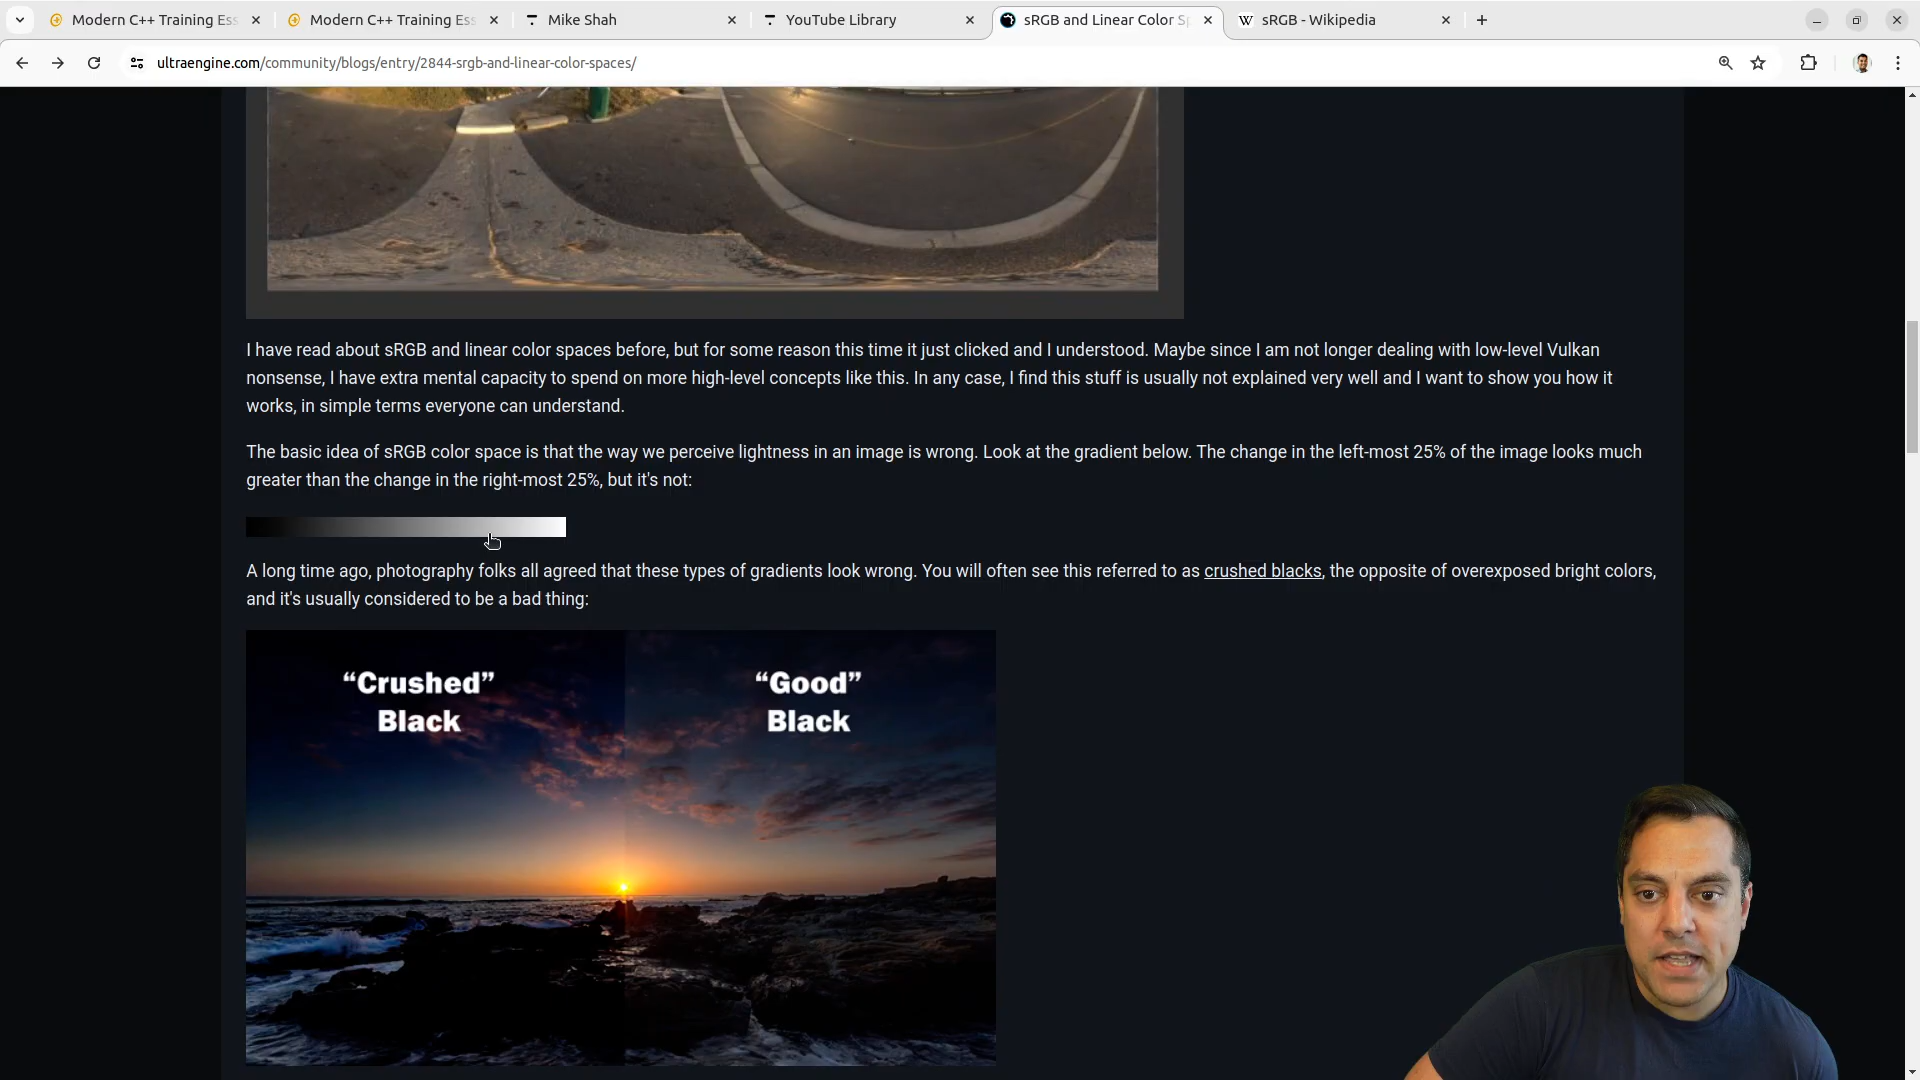 Modern C++ Training Ess
Modern C++ Training Ess
Mike Shah
YouTube Library
sRGB and Linear Color Sp
sRGB - Wikipedia
ultraengine.com/community/blogs/entry/2844-srgb-and-linear-color-spaces/
I have read about sRGB and linear color spaces before, but for some reason this time it just clicked and I understood. Maybe since I am not longer dealing with low-level Vulkan
nonsense, I have extra mental capacity to spend on more high-level concepts like this. In any case, I find this stuff is usually not explained very well and I want to show you how it
works, in simple terms everyone can understand.
The basic idea of sRGB color space is that the way we perceive lightness in an image is wrong. Look at the gradient below. The change in the left-most 25% of the image looks much
greater than the change in the right-most 25%, but it's not:
A long time ago, photography folks all agreed that these types of gradients look wrong. You will often see this referred to as crushed blacks, the opposite of overexposed bright colors,
and it's usually considered to be a bad thing:
“Crushed”
Black
“Good”
Black